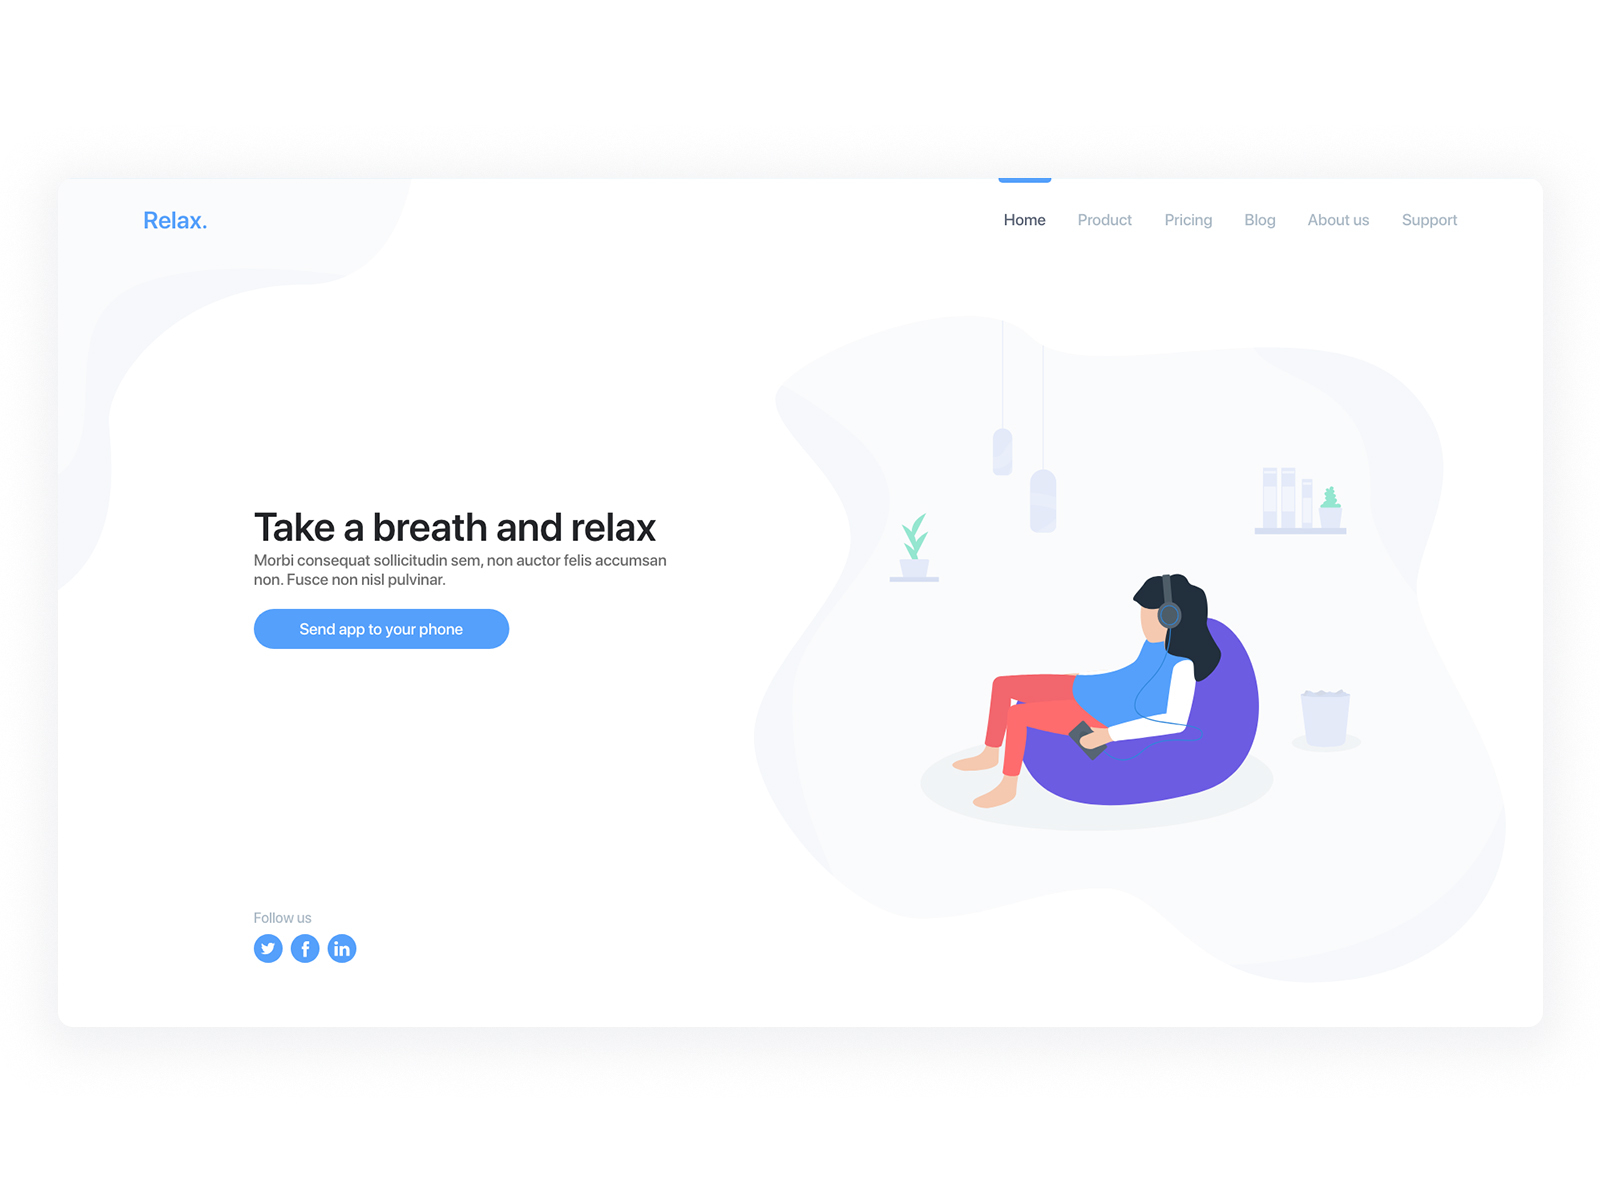 Relax.
Home Product Pricing Blog About us Support
Take a breath and relax
Morbi consequat sollicitudin sem, non auctor felis accumsan
non. Fusce non nisl pulvinar.
Send app to your phone
Follow us